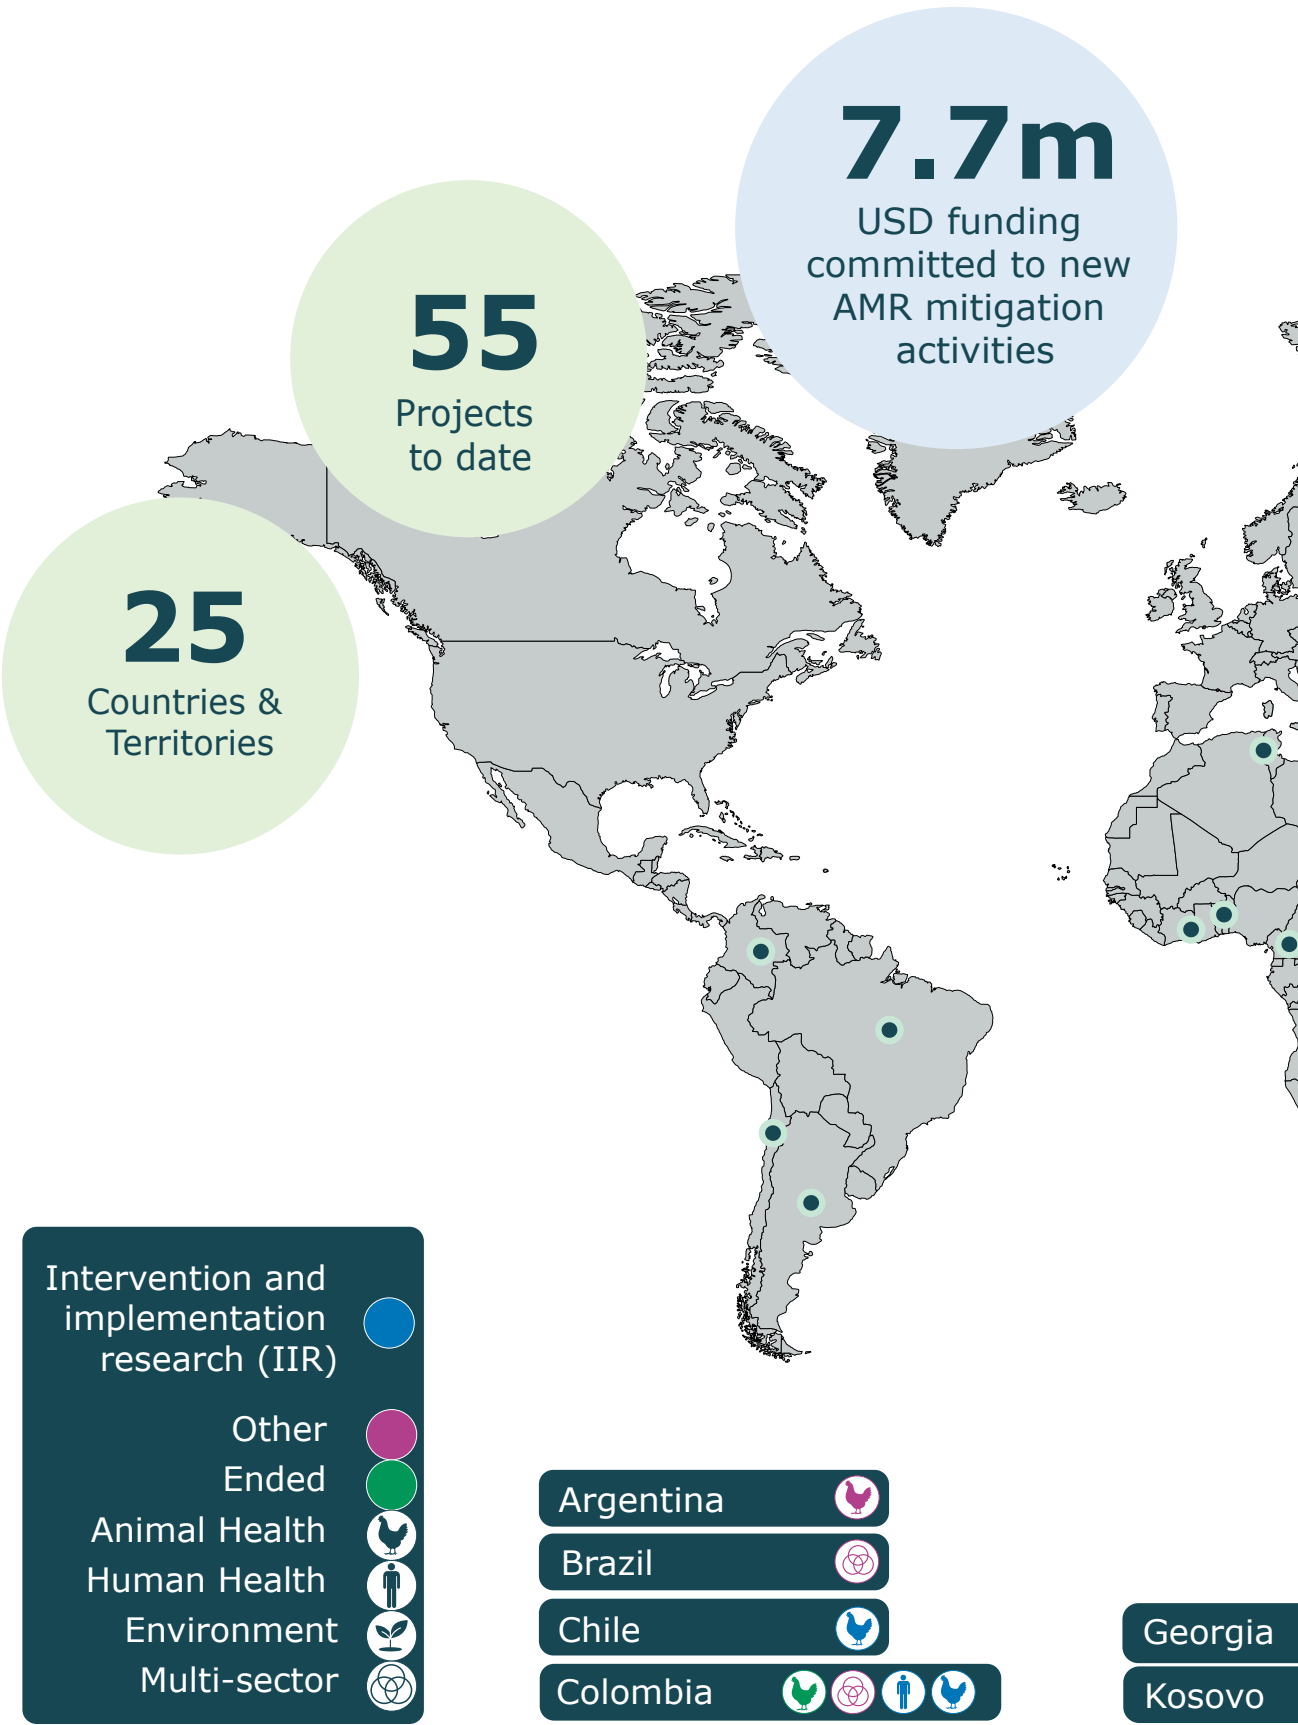 7.7m
USD funding
committed to new
AMR mitigation
activities
55
Projects
to date
25
Countries &
Territories
Intervention and
implementation
research (IIR)
Other
Ended
Animal Health
Human Health
Environment
Multi-sector
Argentina
Brazil
Chile
Colombia
Georgia
Kosovo